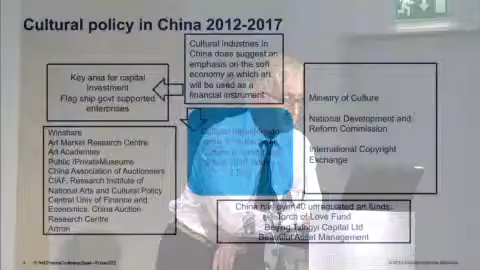 Cultural policy in China 2012-2017
Cultural industries in
China does suggest an
emphasis on the soft
economy in which art
will be used as a
financial instrument
Key area for capital
investment
Flag ship govt supported
enterprises
Ministry of Culture
National Development and
Reform Commission
International Copyright
Exchange
Winshare
Art Market Research Centre
Art Academies
Public /PrivateMuseums
China Association of Auctioneers
CIAF, Research Institute of
National Arts and Cultural Policy
Central Univ of Finance and
Economics, China Auction
Research Centre
Artron
China has over 40 unregulated art funds:
Torch of Love Fund
Beijing Tsingyi Capital Ltd
Beautiful Asset Management